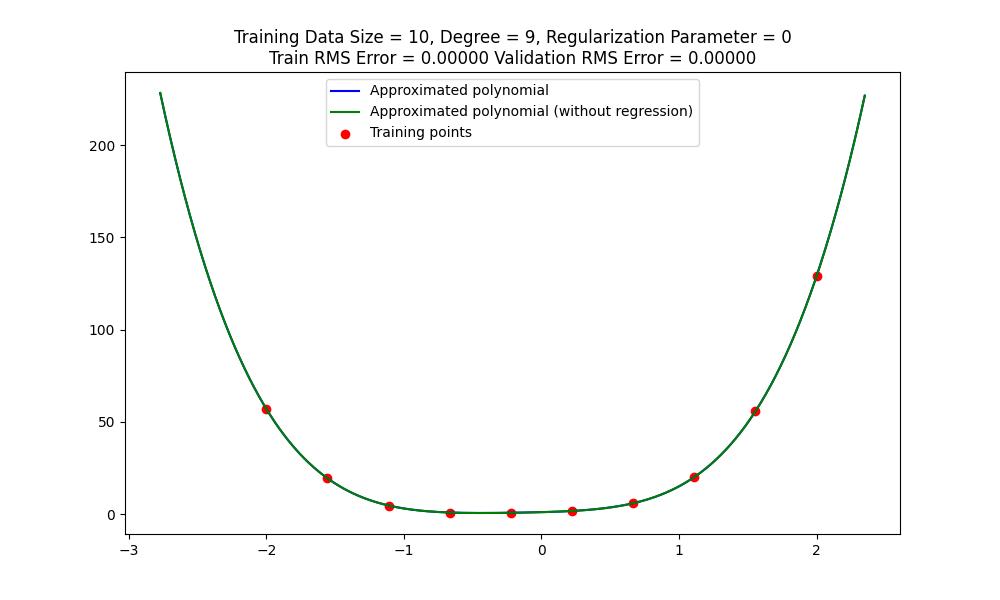 Training Data Size = 10, Degree = 9, Regularization Parameter = 0
Train RMS Error = 0.00000 Validation RMS Error = 0.00000
Approximated polynomial
Approximated polynomial (without regression)
Training points
200
150
100
50
0
−3 −2 −1 0 1 2